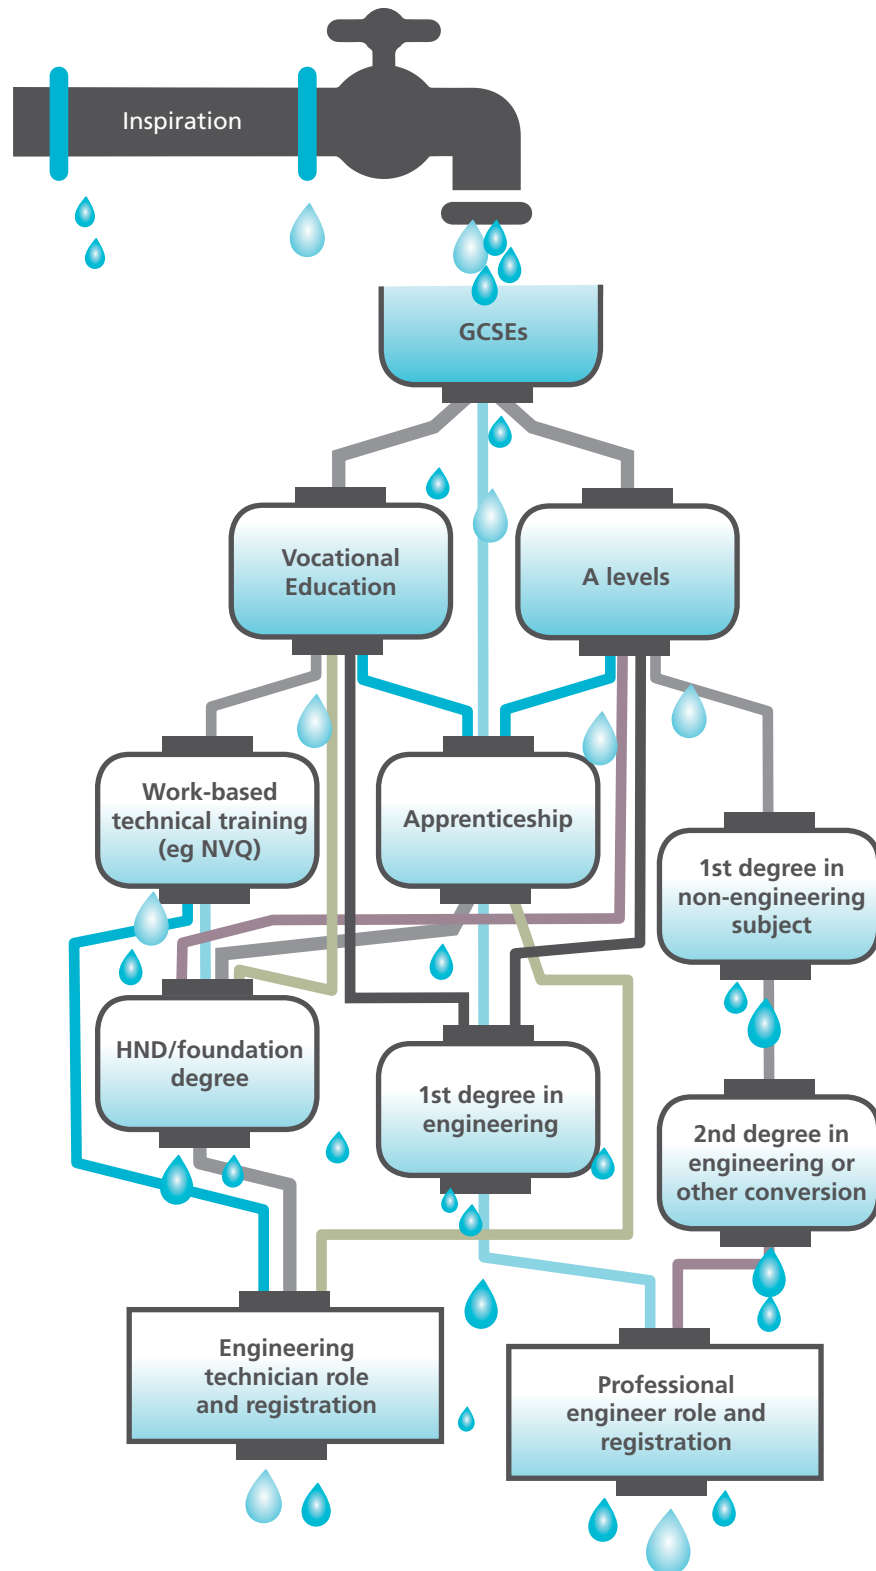 Inspiration
GCSEs
Vocational
Education
A levels
Work-based
technical training
(eg NVQ)
Apprenticeship
1st degree in
non-engineering
subject
HND/foundation
degree
1st degree in
engineering
2nd degree in
engineering or
other conversion
Engineering
technician role
and registration
Professional
engineer role and
registration